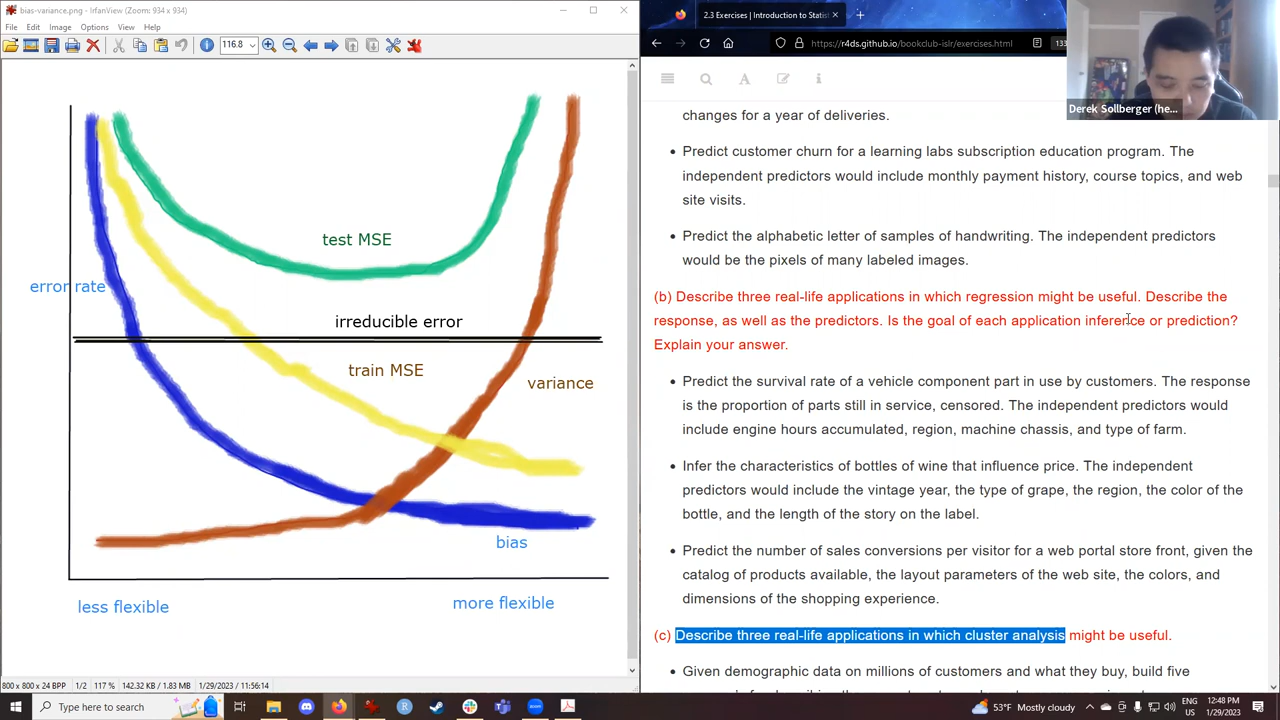 bias-variance.png - IrfanView (Zoom: 934 x 934)
File Edit Image Options View Help
116.8
test MSE
error rate
irreducible error
train MSE
variance
bias
less flexible
more flexible
800 x 800 x 24 BPP 1/2 117 % 142.32 KB / 1.83 MB 1/29/2023 / 11:56:14
2.3 Exercises | Introduction to Statis
https://r4ds.github.io/bookclub-islr/exercises.html
133
Derek Sollberger (he...
changes for a year of deliveries.
• Predict customer churn for a learning labs subscription education program. The
independent predictors would include monthly payment history, course topics, and web
site visits.
• Predict the alphabetic letter of samples of handwriting. The independent predictors
would be the pixels of many labeled images.
(b) Describe three real-life applications in which regression might be useful. Describe the
response, as well as the predictors. Is the goal of each application inference or prediction?
Explain your answer.
• Predict the survival rate of a vehicle component part in use by customers. The response
is the proportion of parts still in service, censored. The independent predictors would
include engine hours accumulated, region, machine chassis, and type of farm.
• Infer the characteristics of bottles of wine that influence price. The independent
predictors would include the vintage year, the type of grape, the region, the color of the
bottle, and the length of the story on the label.
• Predict the number of sales conversions per visitor for a web portal store front, given the
catalog of products available, the layout parameters of the web site, the colors, and
dimensions of the shopping experience.
(c) Describe three real-life applications in which cluster analysis might be useful.
• Given demographic data on millions of customers and what they buy, build five
Type here to search
53°F Mostly cloudy
ENG
US
12:48 PM
1/29/2023